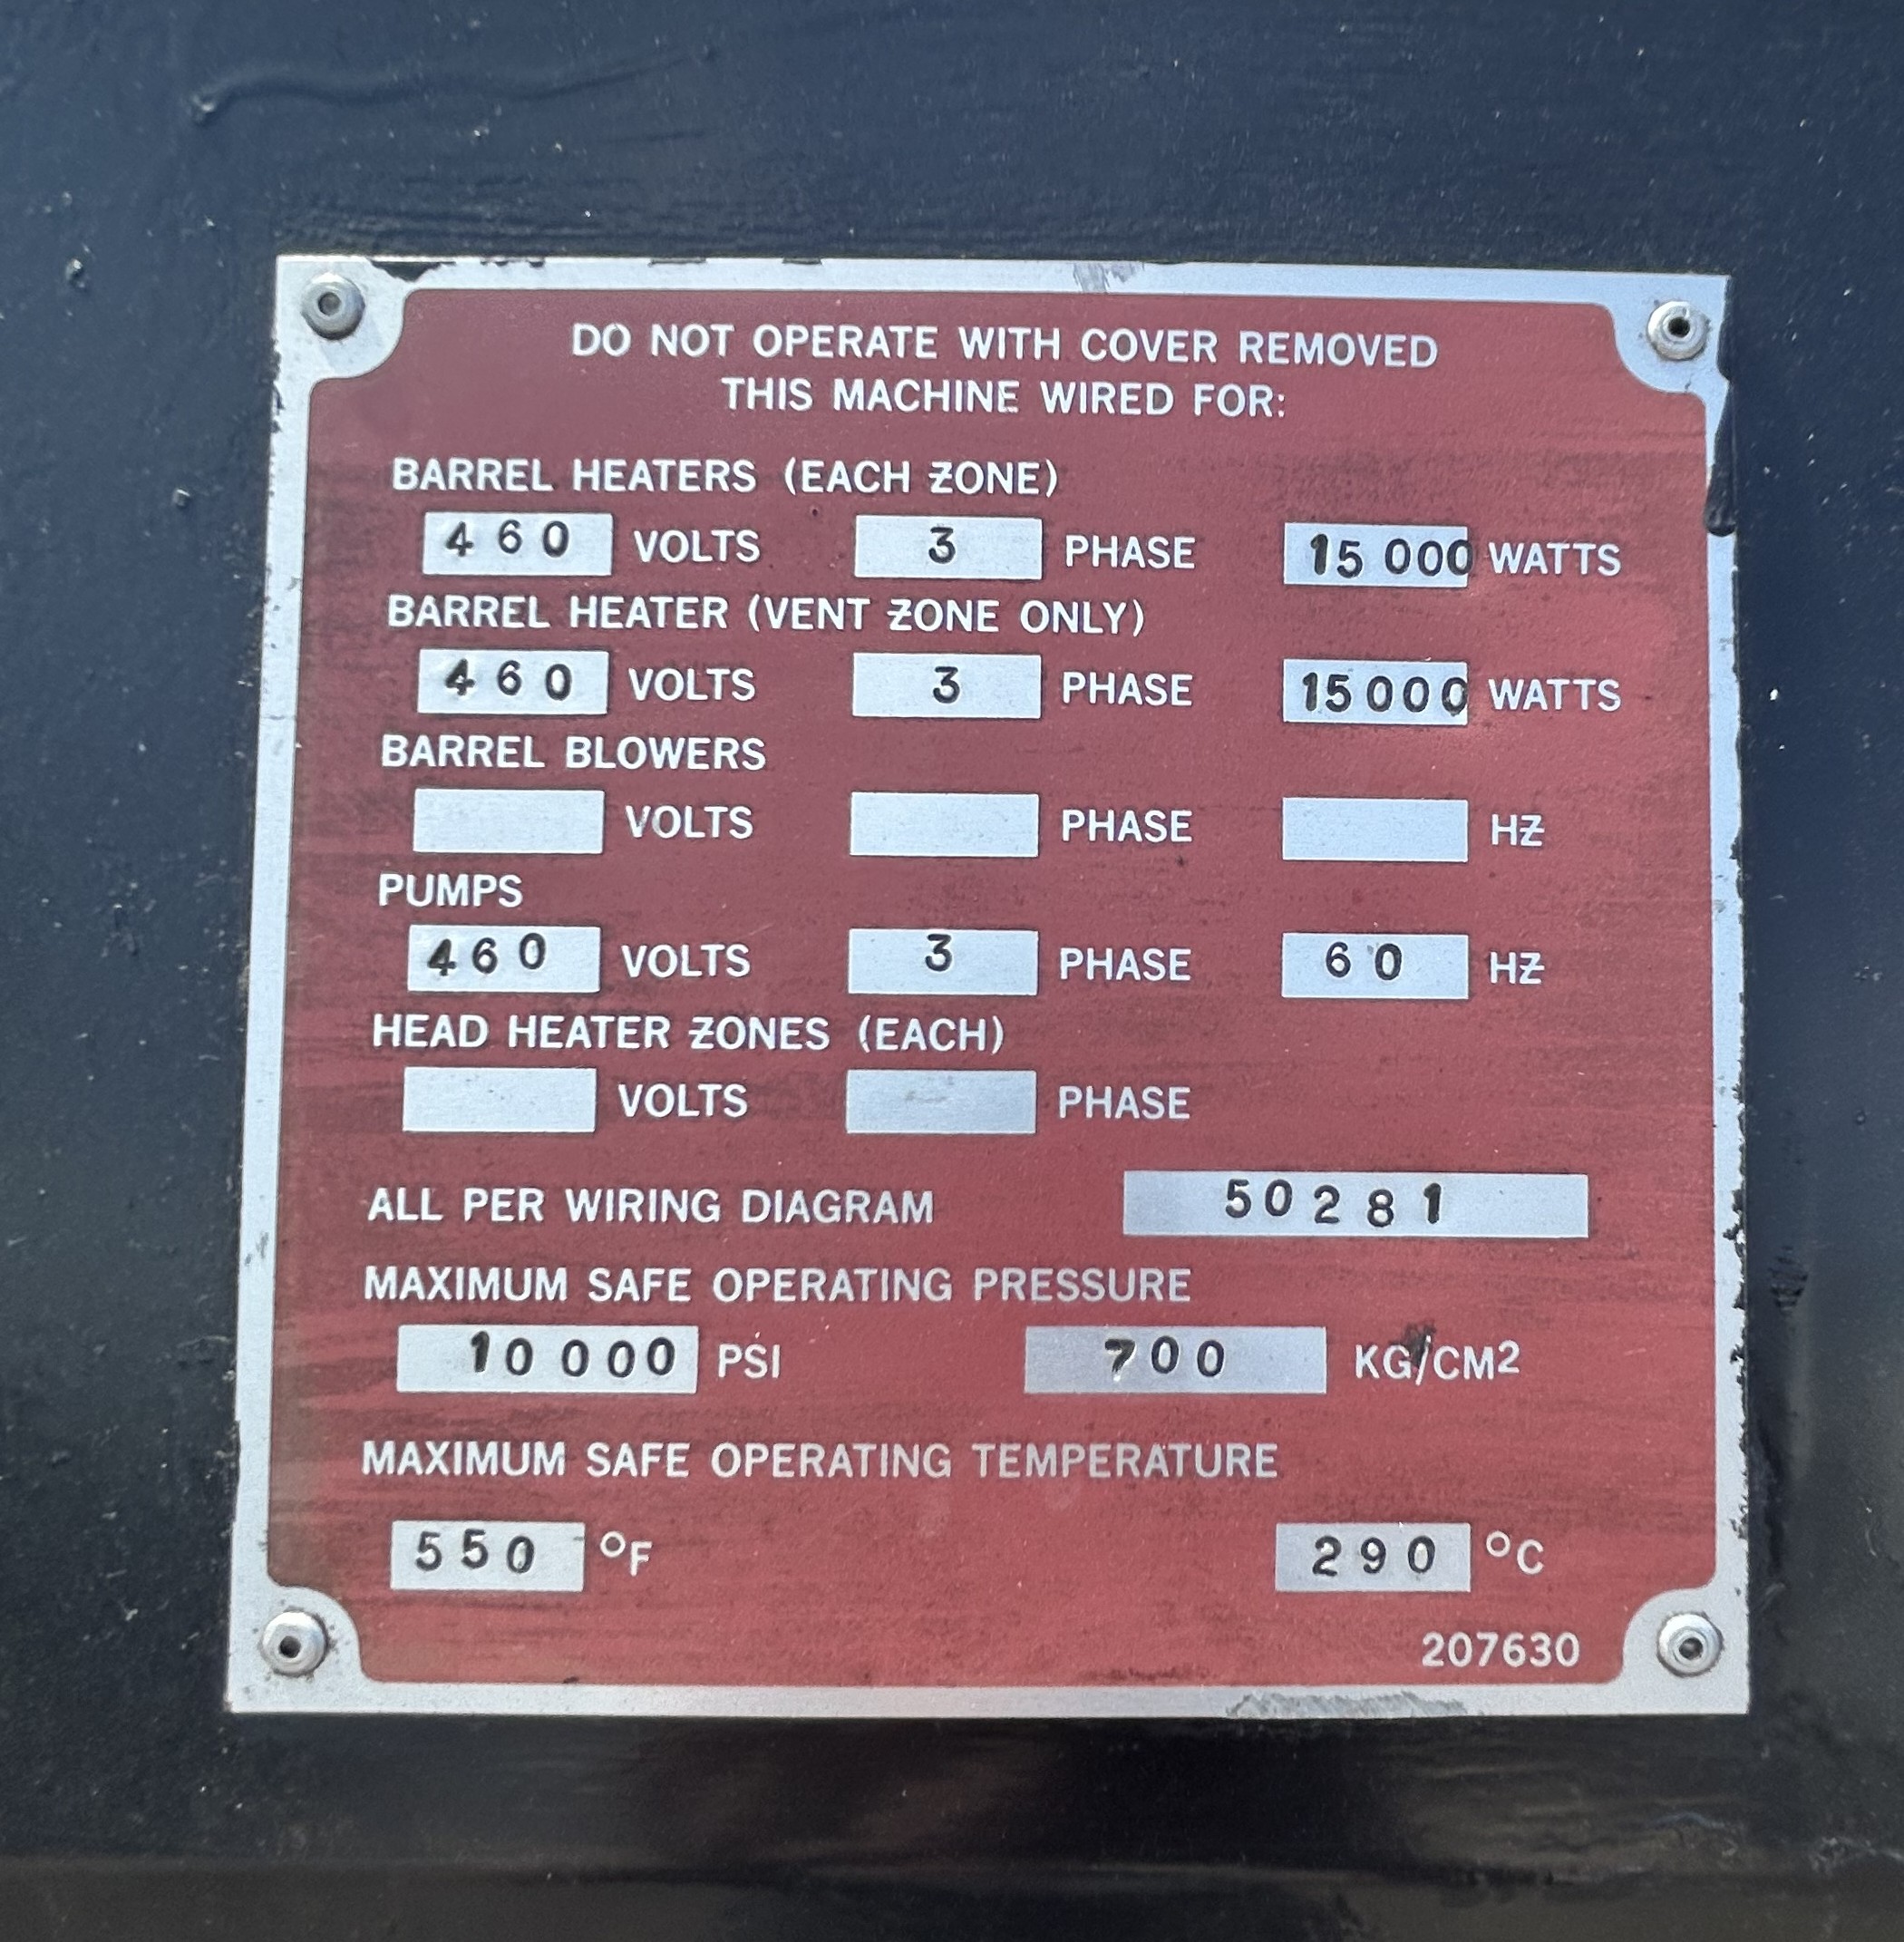 DO NOT OPERATE WITH COVER REMOVED
THIS MACHINE WIRED FOR:
BARREL HEATERS (EACH ZONE)
460 VOLTS 3 PHASE 15 000 WATTS
BARREL HEATER (VENT ZONE ONLY)
460 VOLTS 3 PHASE 15000 WATTS
BARREL BLOWERS
VOLTS PHASE HZ
PUMPS
460 VOLTS 3 PHASE 60 HZ
HEAD HEATER ZONES (EACH)
VOLTS PHASE
ALL PER WIRING DIAGRAM 50281
MAXIMUM SAFE OPERATING PRESSURE
10 000 PSI 700 KG/CM2
MAXIMUM SAFE OPERATING TEMPERATURE
550 °F 290 °C
207630